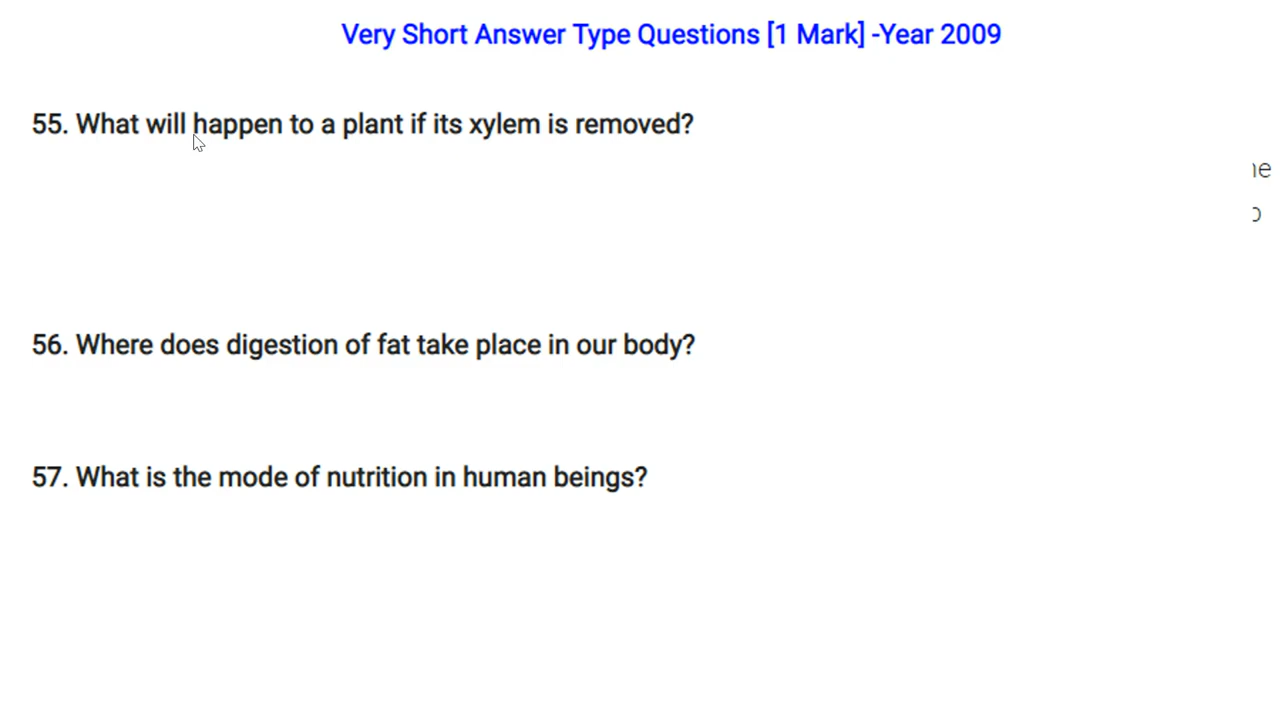 Very Short Answer Type Questions [1 Mark] -Year 2009
55. What will happen to a plant if its xylem is removed?
56. Where does digestion of fat take place in our body?
57. What is the mode of nutrition in human beings?